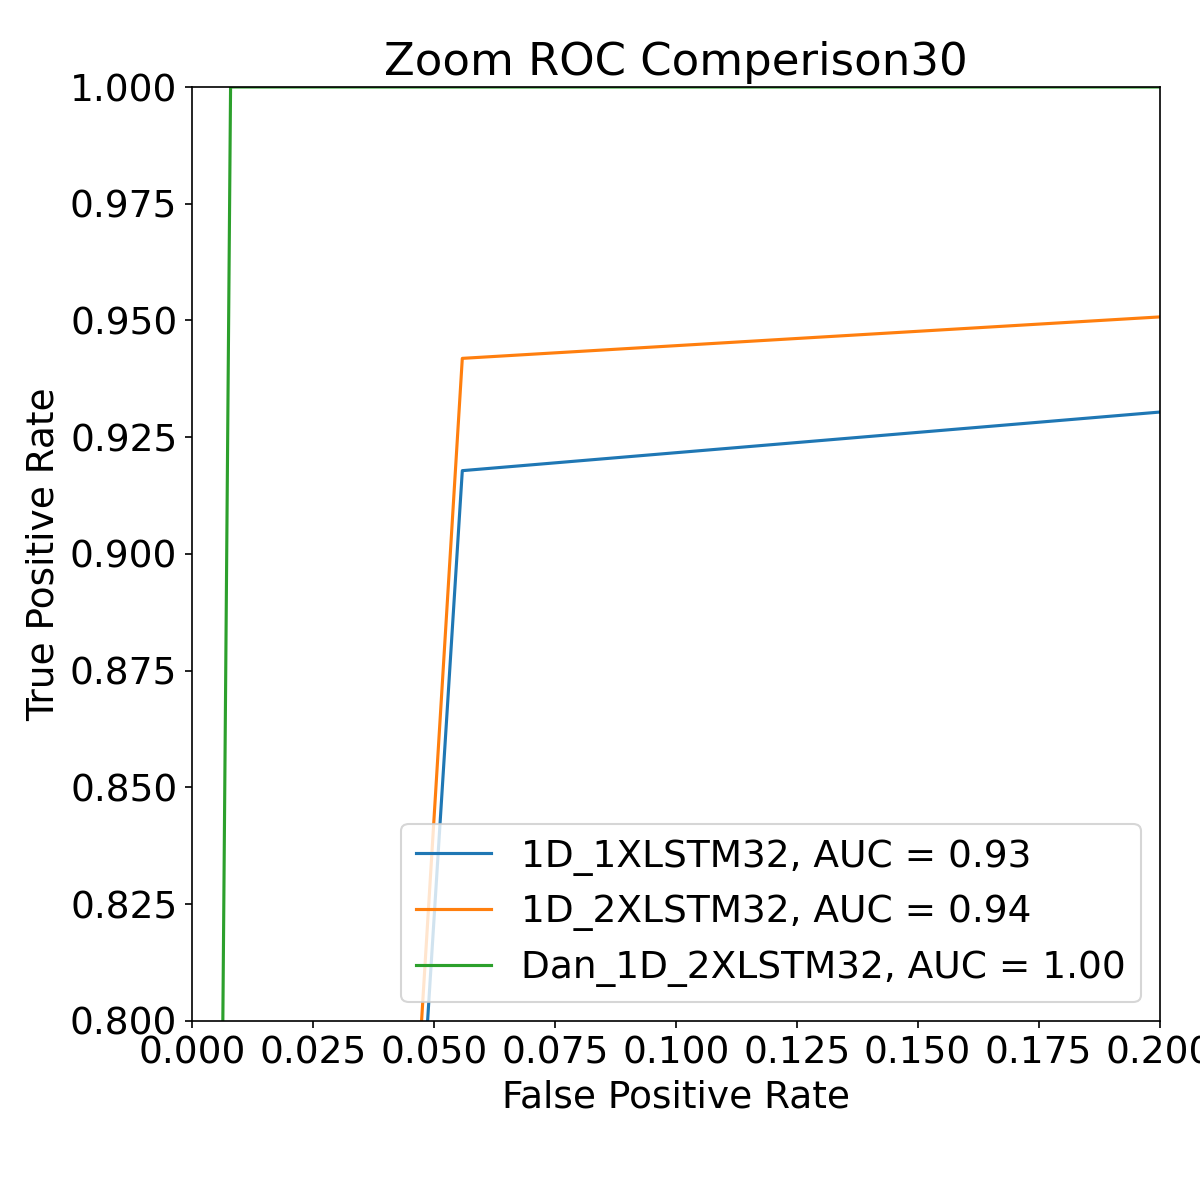 Zoom ROC Comperison30
1.000
0.975
0.950
0.925
0.900
0.875
0.850
0.825
0.800
True Positive Rate
1D_1XLSTM32, AUC = 0.93
1D_2XLSTM32, AUC = 0.94
Dan_1D_2XLSTM32, AUC = 1.00
0.000 0.025 0.050 0.075 0.100 0.125 0.150 0.175 0.200
False Positive Rate